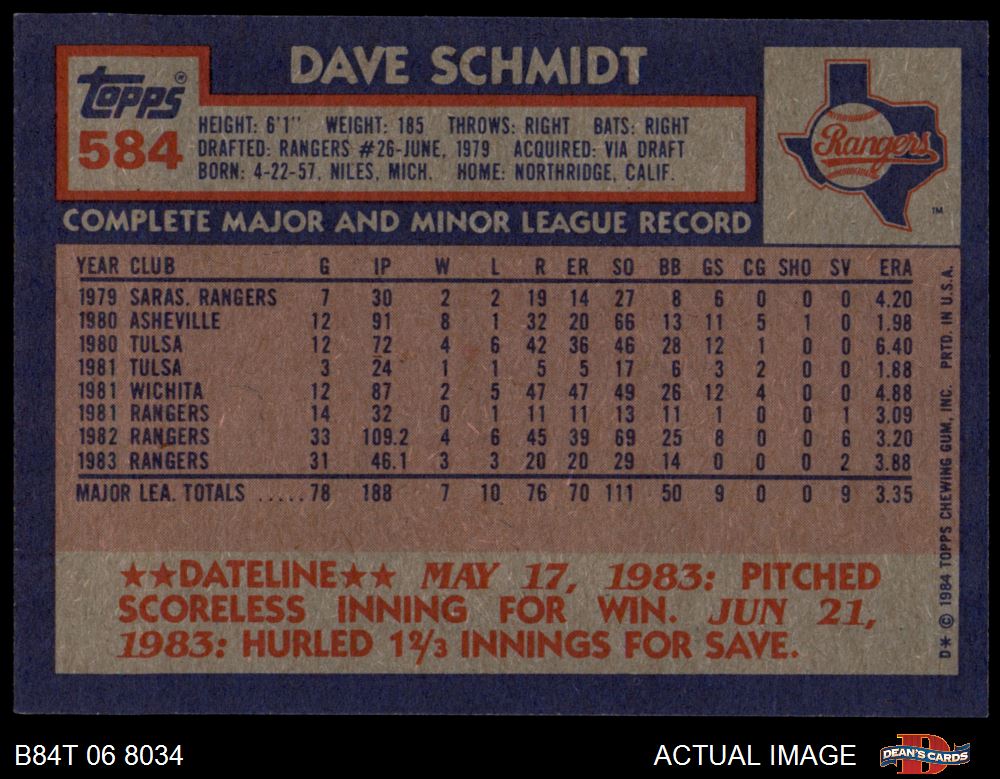 DAVE SCHMIDT
Topps®
584
HEIGHT: 6'1" WEIGHT: 185 THROWS: RIGHT BATS: RIGHT
DRAFTED: RANGERS #26-JUNE, 1979 ACQUIRED: VIA DRAFT
BORN: 4-22-57, NILES, MICH. HOME: NORTHRIDGE, CALIF.
Rangers
TM
COMPLETE MAJOR AND MINOR LEAGUE RECORD
YEAR CLUB G IP W L R ER SO BB GS CG SHO SV ERA
1979 SARAS. RANGERS 7 30 2 2 19 14 27 8 6 0 0 0 4.20
1980 ASHEVILLE 12 91 8 1 32 20 66 13 11 5 1 0 1.98
1980 TULSA 12 72 4 6 42 36 46 28 12 1 0 0 6.40
1981 TULSA 3 24 1 1 5 5 17 6 3 2 0 0 1.88
1981 WICHITA 12 87 2 5 47 47 49 26 12 4 0 0 4.88
1981 RANGERS 14 32 0 1 11 11 13 11 1 0 0 1 3.09
1982 RANGERS 33 109.2 4 6 45 39 69 25 8 0 0 6 3.20
1983 RANGERS 31 46.1 3 3 20 20 29 14 0 0 0 2 3.88
MAJOR LEA. TOTALS .....78 188 7 10 76 70 111 50 9 0 0 9 3.35
★★DATELINE★★ MAY 17, 1983: PITCHED
SCORELESS INNING FOR WIN. JUN 21,
1983: HURLED 1⅔ INNINGS FOR SAVE.
D* © 1984 TOPPS CHEWING GUM, INC. PRTD. IN U.S.A.
B84T 06 8034
ACTUAL IMAGE
D
DEAN'S CARDS